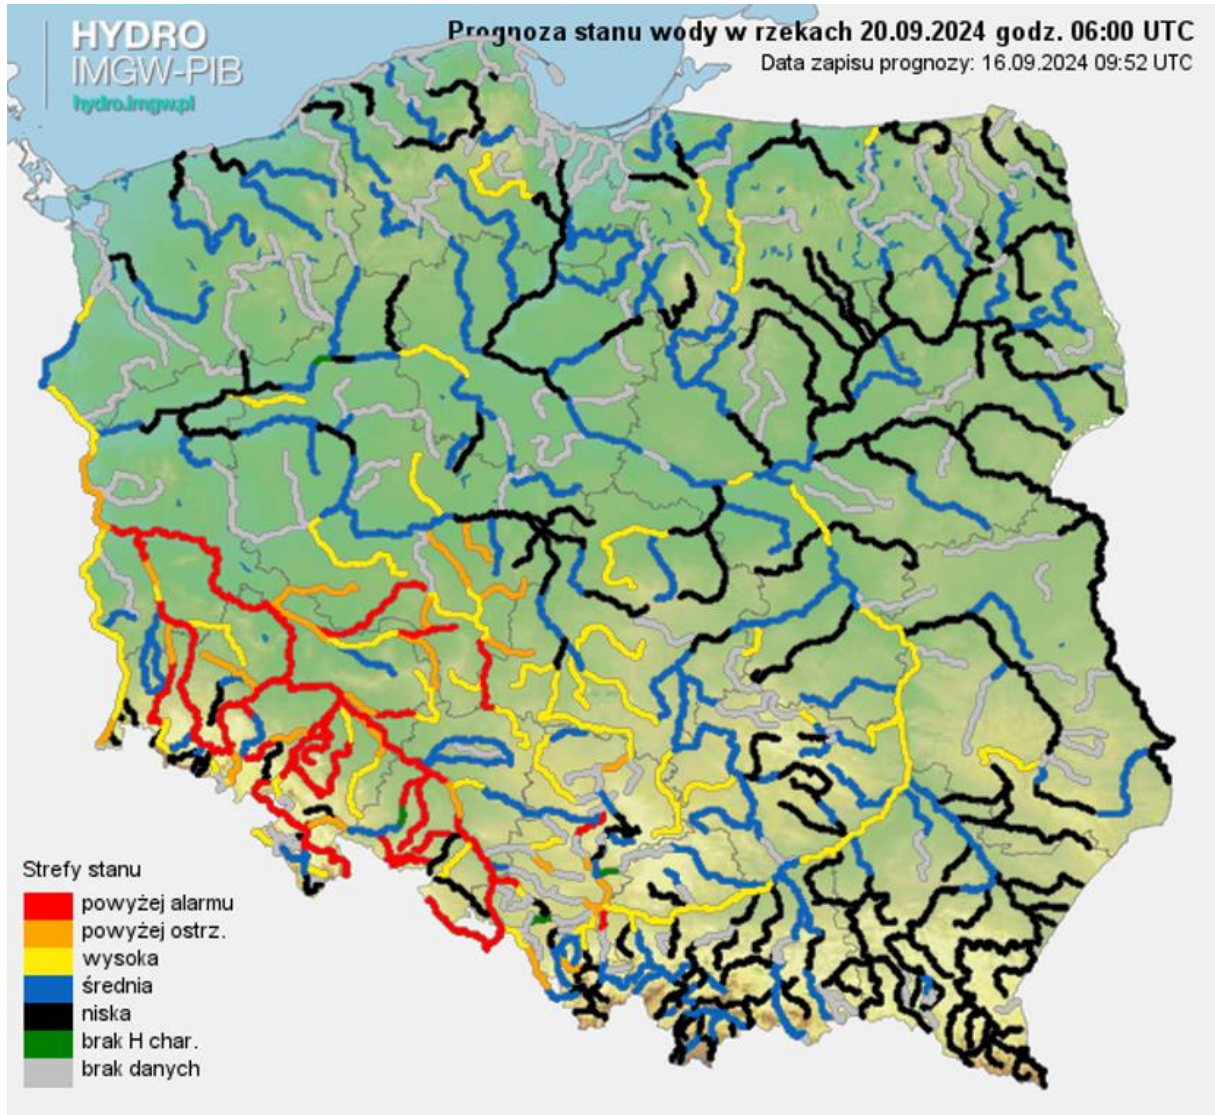 HYDRO
IMGW-PIB
hydro.imgw.pl
Prognoza stanu wody w rzekach 20.09.2024 godz. 06:00 UTC
Data zapisu prognozy: 16.09.2024 09:52 UTC
Strefy stanu
powyżej alarmu
powyżej ostrz.
wysoka
średnia
niska
brak H char.
brak danych